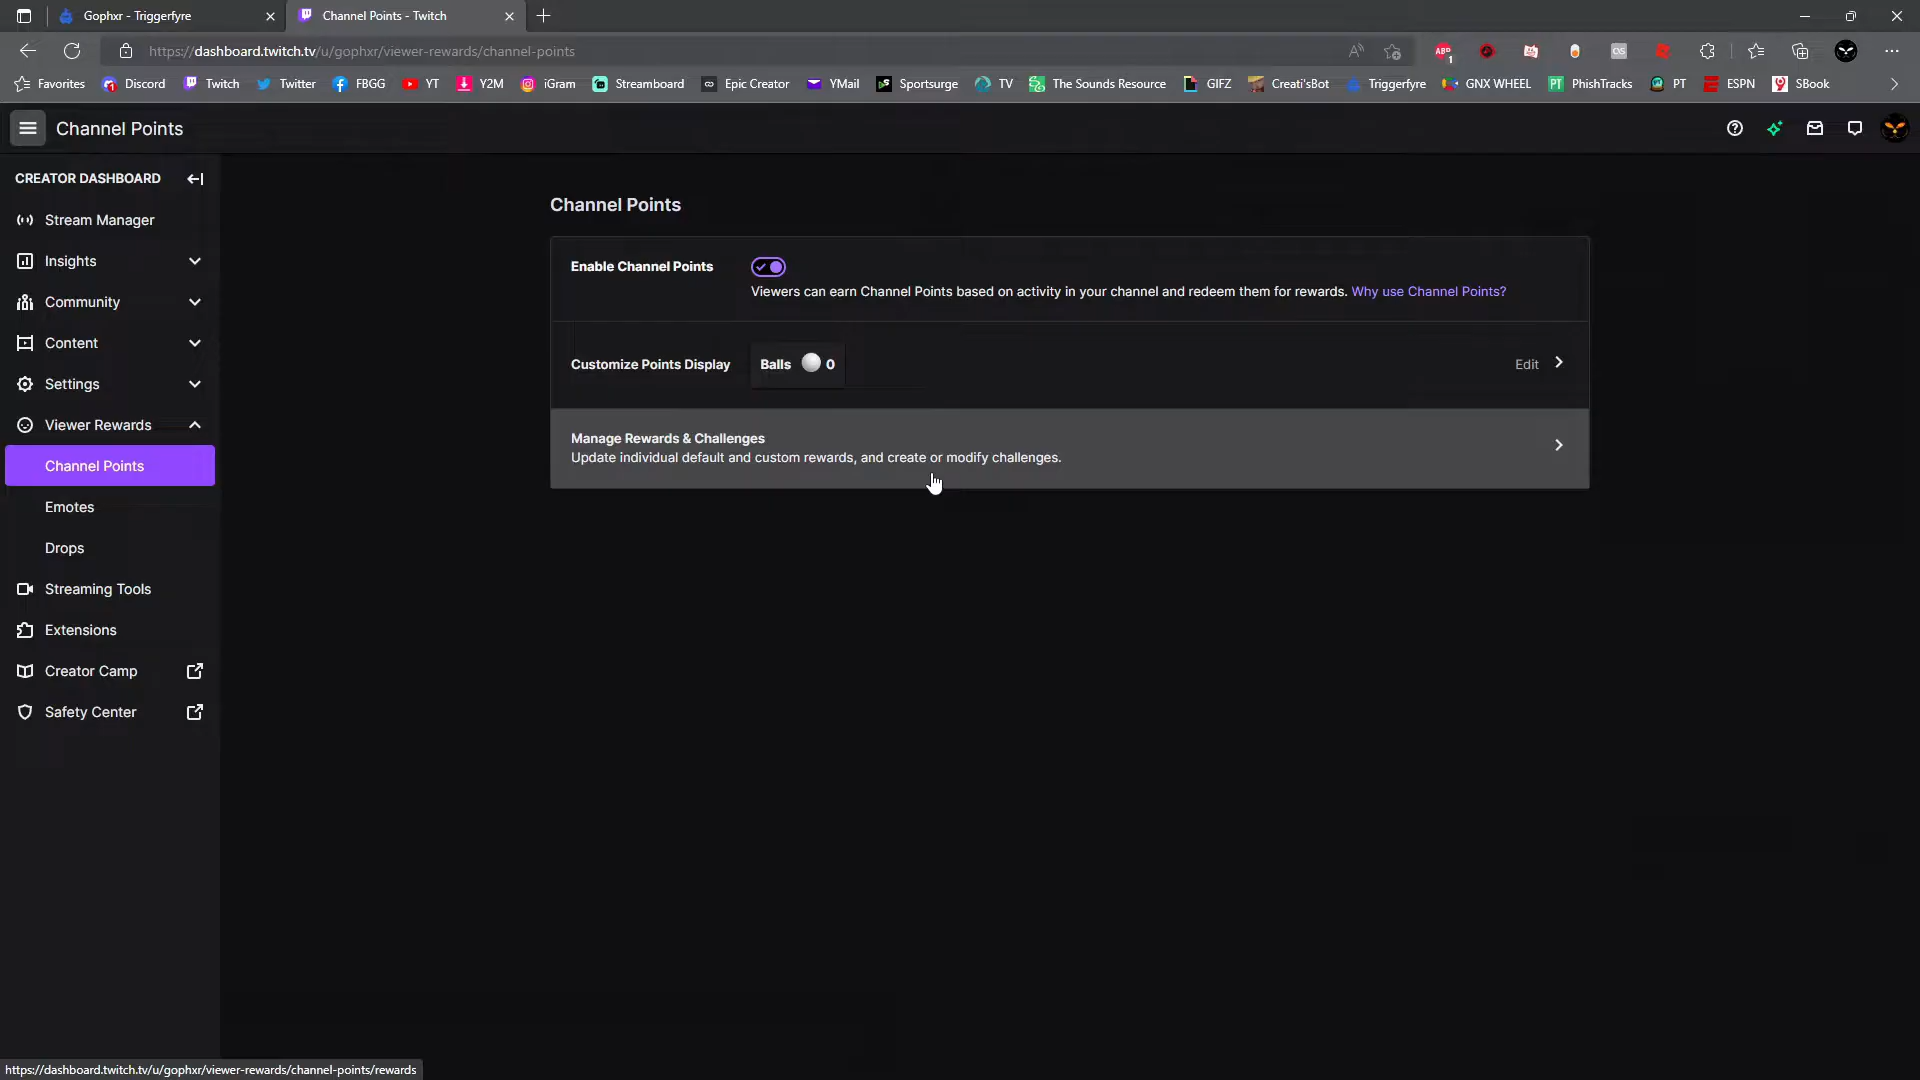 Gophxr - Triggerfyre
Channel Points - Twitch
https://dashboard.twitch.tv/u/gophxr/viewer-rewards/channel-points
ABP
1
Favorites
Discord
Twitch
Twitter
FBGG
YT
Y2M
iGram
Streamboard
Epic Creator
YMail
Sportsurge
TV
The Sounds Resource
GIFZ
Creati'sBot
Triggerfyre
GNX WHEEL
PT PhishTracks
PT
ESPN
SBook
Channel Points
CREATOR DASHBOARD
Stream Manager
Insights
Community
Content
Settings
Viewer Rewards
Channel Points
Emotes
Drops
Streaming Tools
Extensions
Creator Camp
Safety Center
Channel Points
Enable Channel Points
Viewers can earn Channel Points based on activity in your channel and redeem them for rewards. Why use Channel Points?
Customize Points Display
Balls 0
Edit
Manage Rewards & Challenges
Update individual default and custom rewards, and create or modify challenges.
https://dashboard.twitch.tv/u/gophxr/viewer-rewards/channel-points/rewards